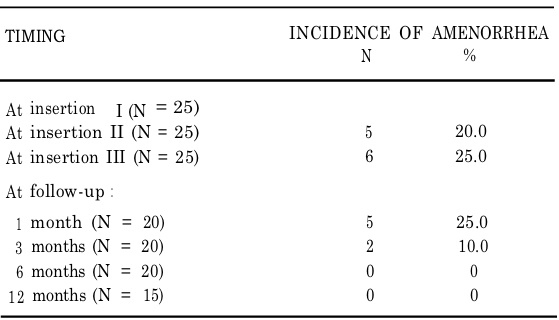 TIMING INCIDENCE OF AMENORRHEA
N %
At insertion I (N = 25)
At insertion II (N = 25) 5 20.0
At insertion III (N = 25) 6 25.0
At follow-up :
1 month (N = 20) 5 25.0
3 months (N = 20) 2 10.0
6 months (N = 20) 0 0
12 months (N = 15) 0 0